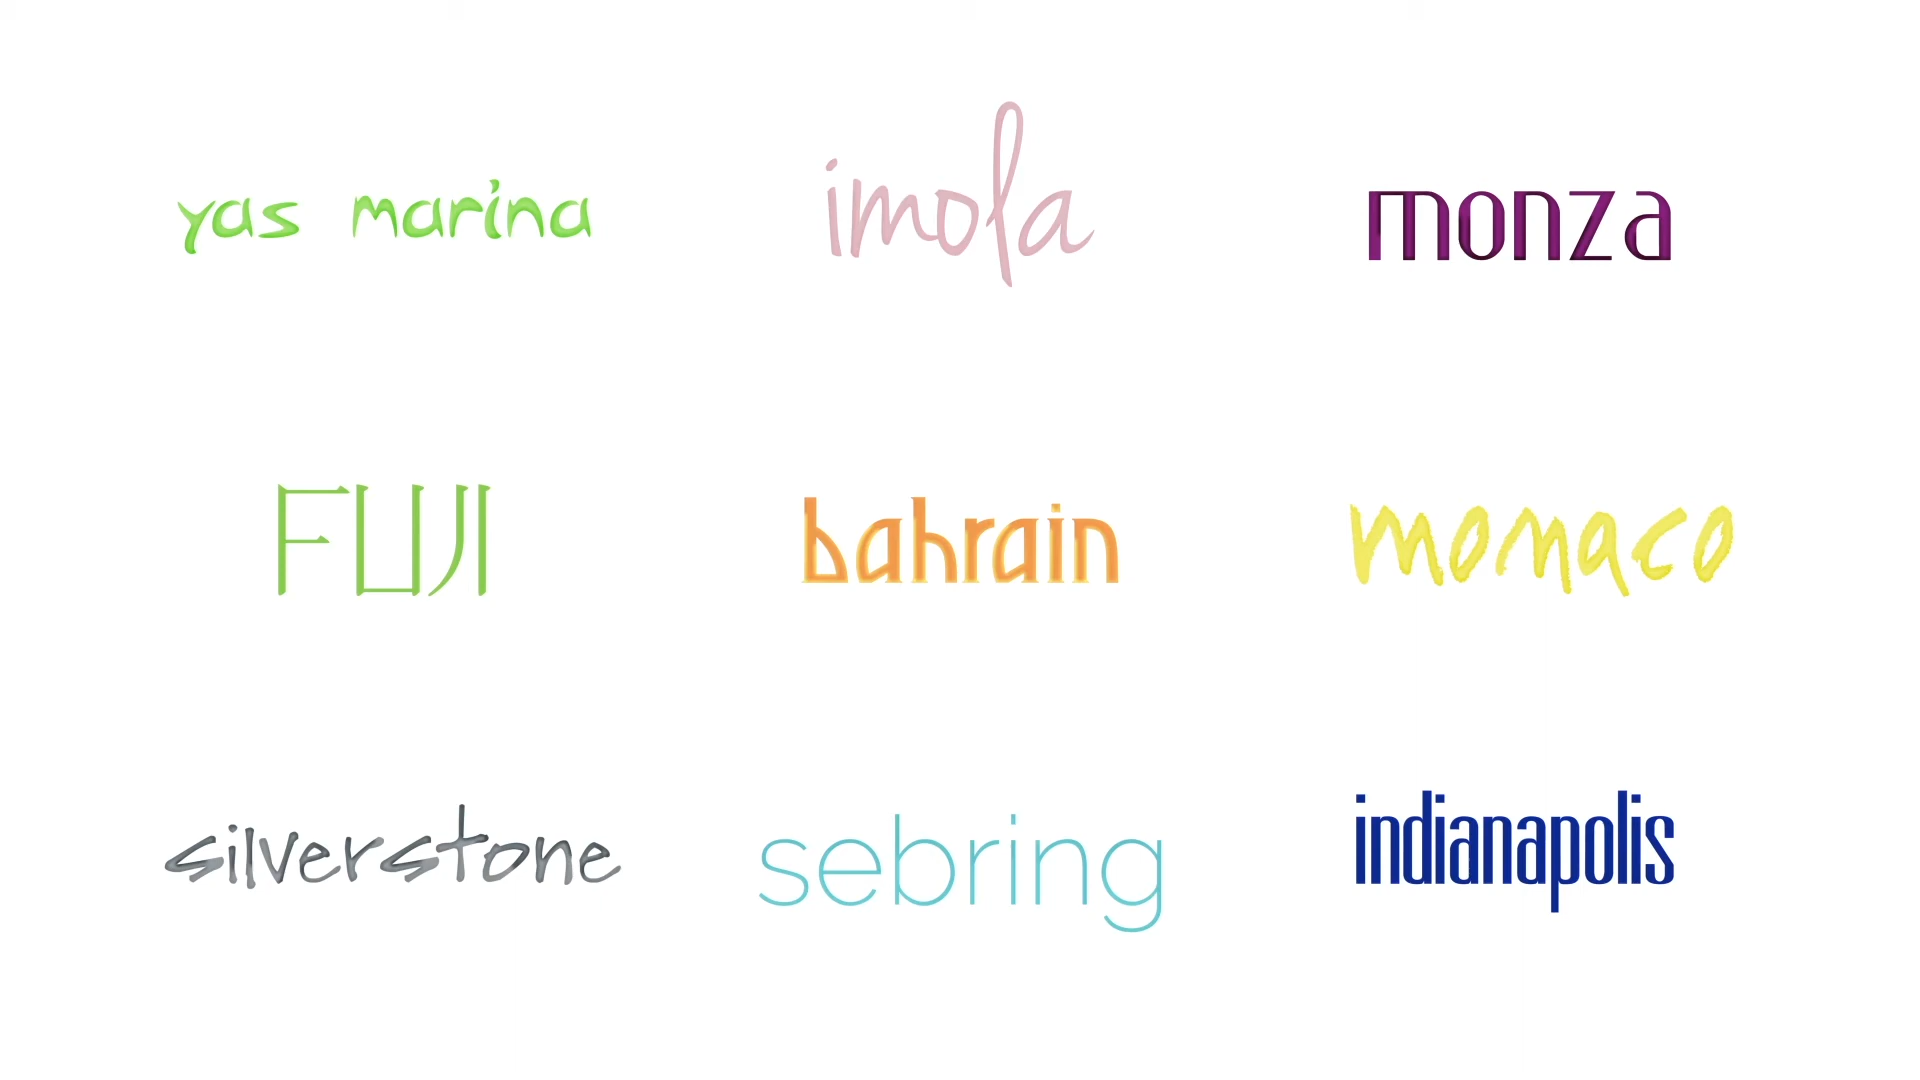 yas marina
imola
monza
FUJI
bahrain
monaco
silverstone
sebring
indianapolis